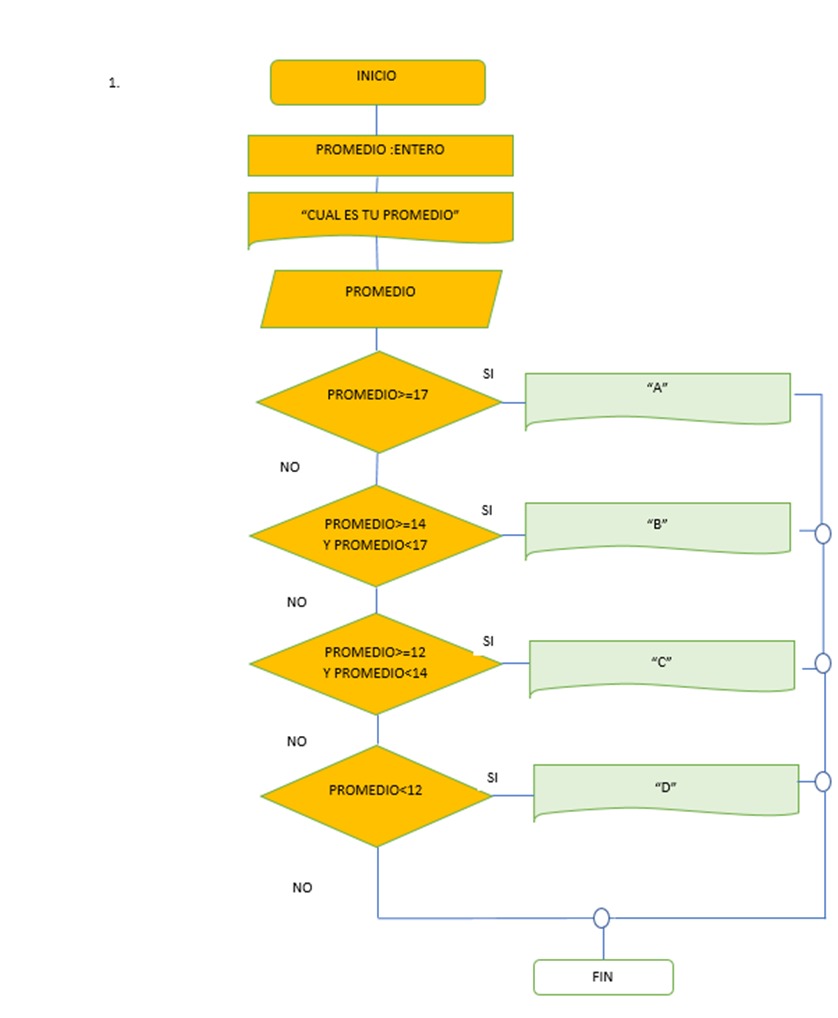 1.
INICIO
PROMEDIO :ENTERO
“CUAL ES TU PROMEDIO”
PROMEDIO
PROMEDIO>=17
SI
“A”
NO
PROMEDIO>=14
Y PROMEDIO<17
SI
“B”
NO
PROMEDIO>=12
Y PROMEDIO<14
SI
“C”
NO
PROMEDIO<12
SI
“D”
NO
FIN